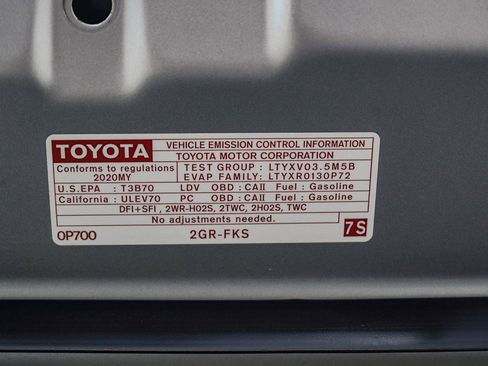 TOYOTA VEHICLE EMISSION CONTROL INFORMATION
TOYOTA MOTOR CORPORATION
Conforms to regulations TEST GROUP : LTYXV03.5M5B
2020MY EVAP FAMILY: LTYXR0130P72
U.S.EPA : T3B70 LDV OBD : CAII Fuel : Gasoline
California : ULEV70 PC OBD : CAII Fuel : Gasoline
DFI+SFI , 2WR-HO2S, 2TWC, 2HO2S, TWC
No adjustments needed.
0P700 2GR-FKS 7S